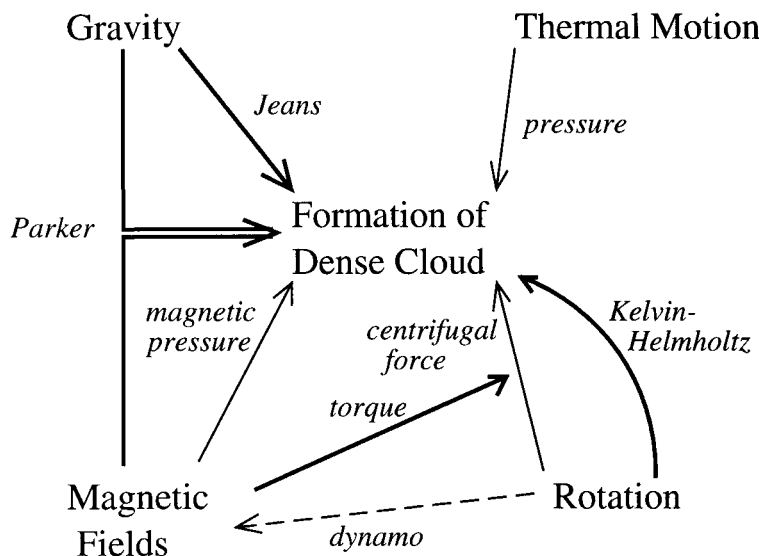 Gravity
Thermal Motion
Jeans
pressure
Parker
Formation of
Dense Cloud
magnetic
pressure
centrifugal
force
Kelvin-
Helmholtz
torque
Magnetic
Fields
Rotation
dynamo